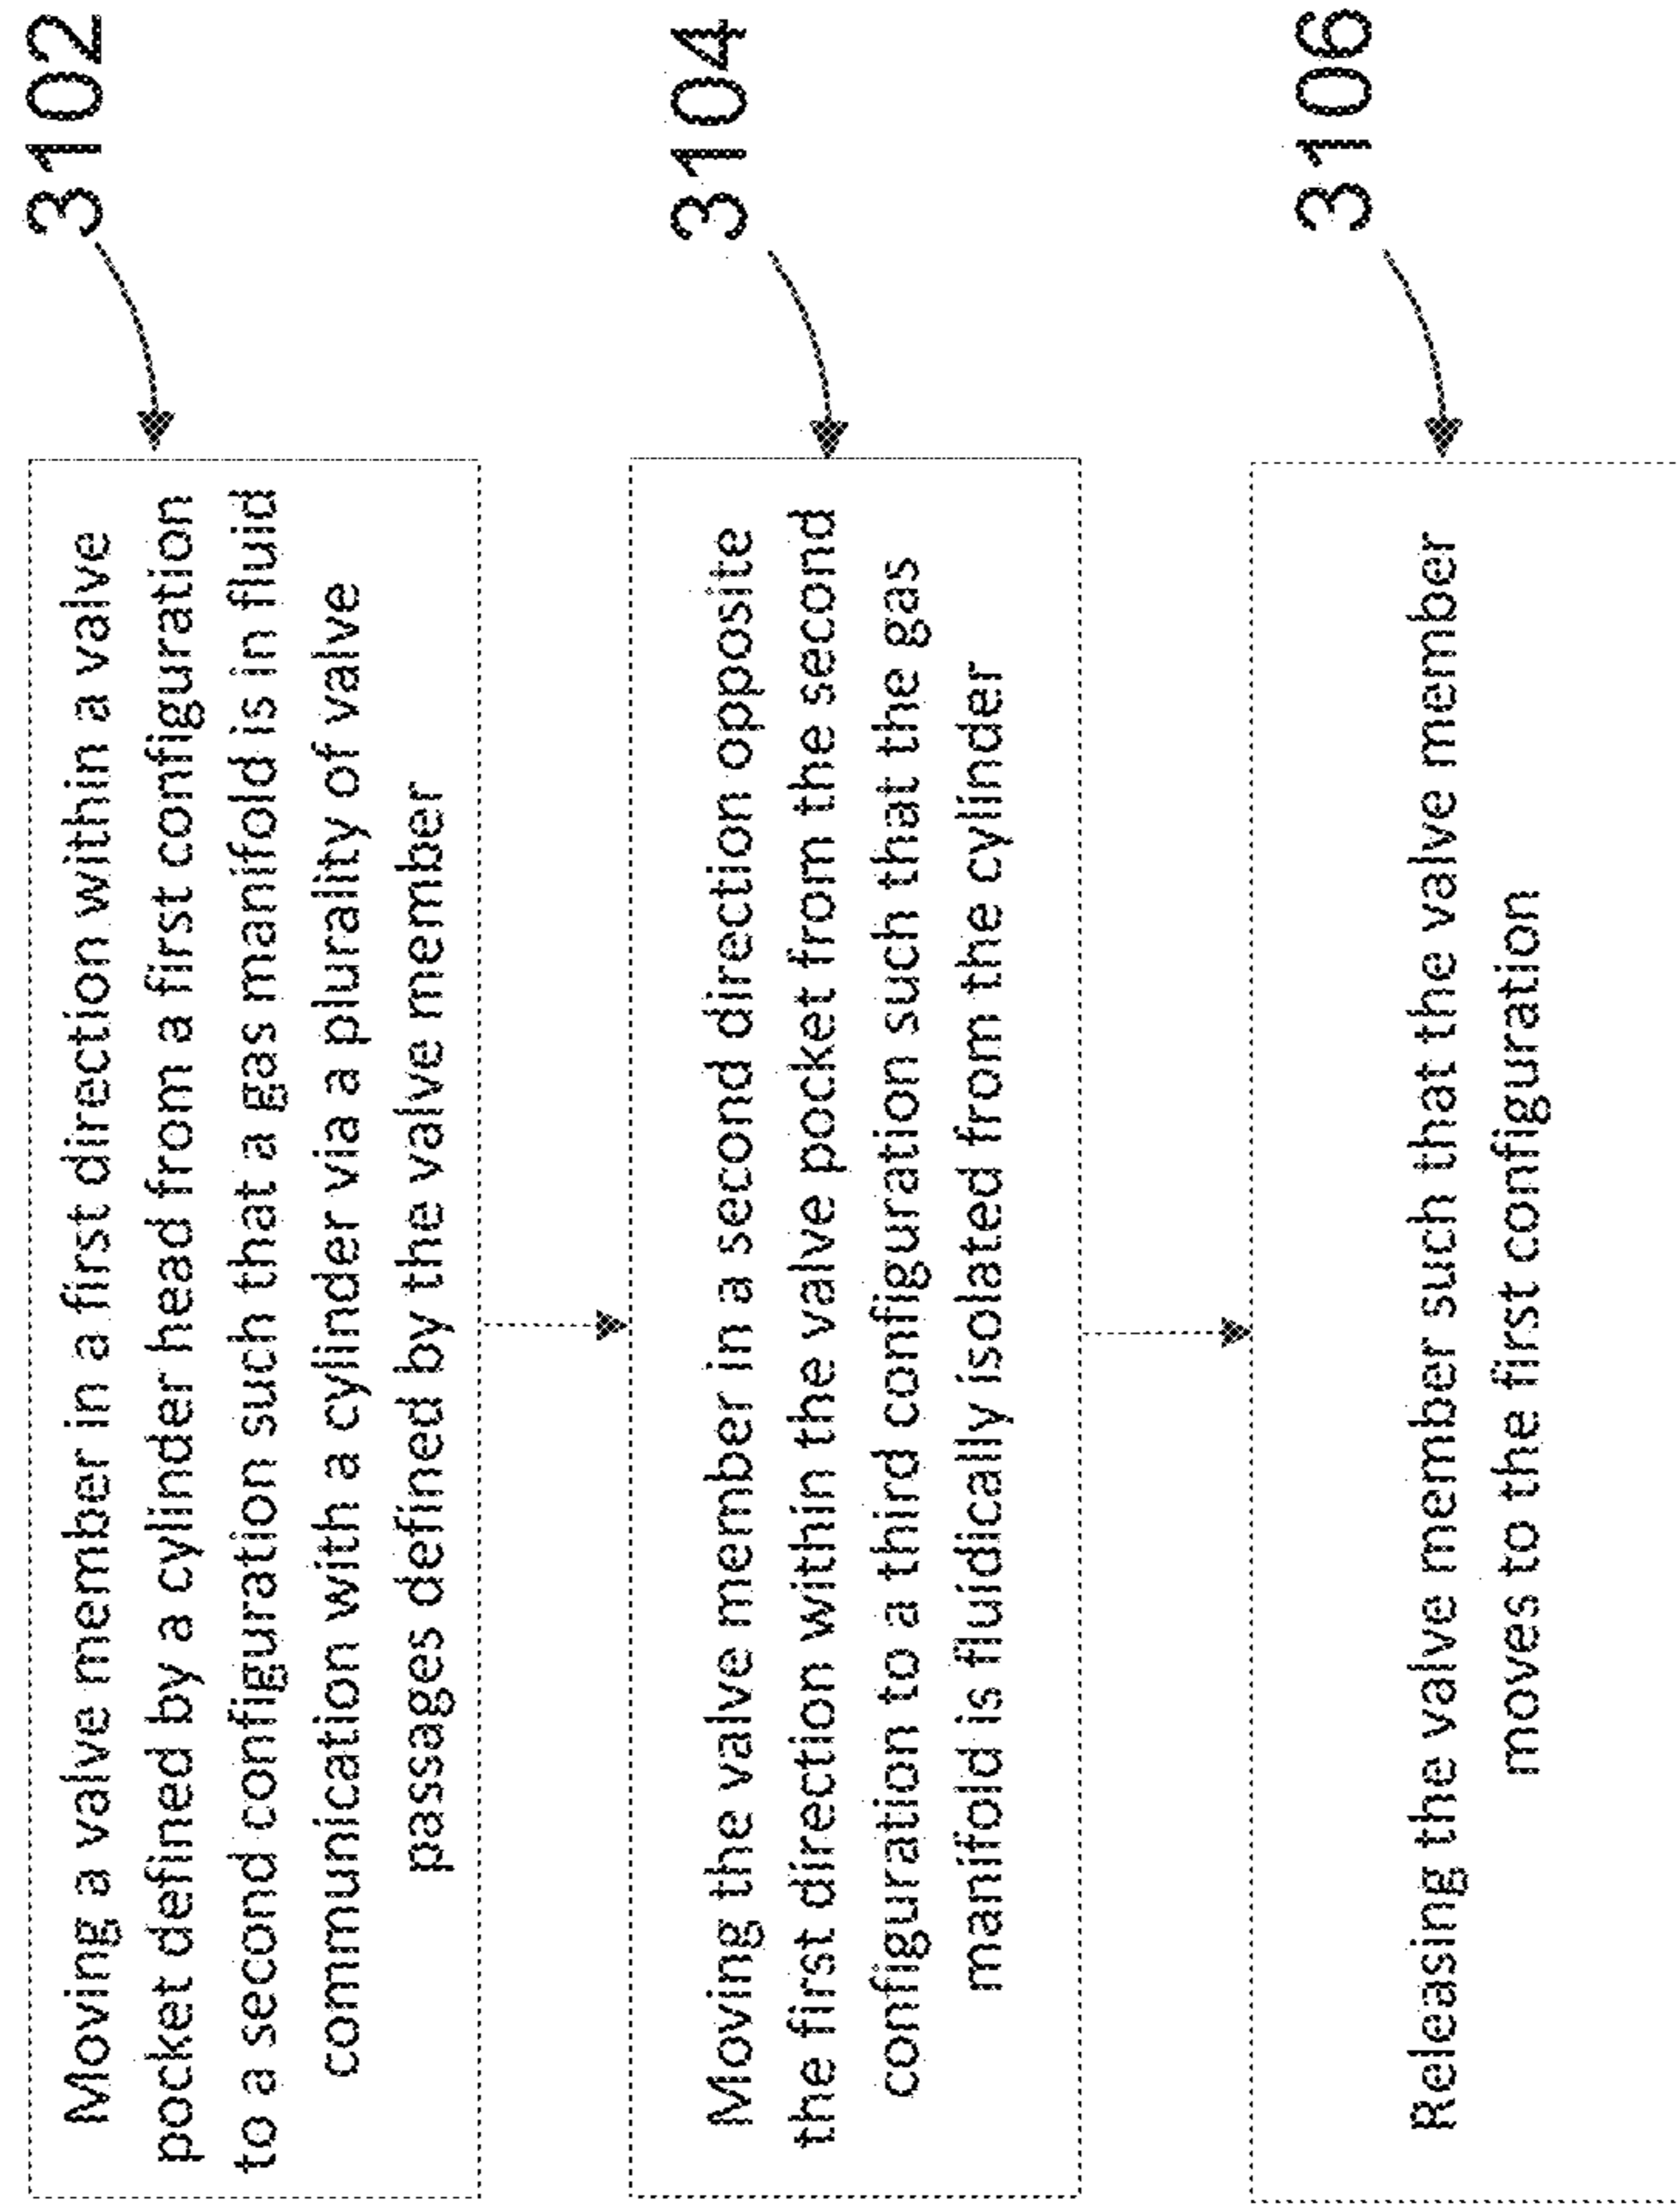 Moving a valve member in a first direction within a valve
pocket defined by a cylinder head from a first configuration
to a second configuration such that a gas manifold is in fluid
communication with a cylinder via a plurality of valve
passages defined by the valve member
3102
Moving the valve member in a second direction opposite
the first direction within the valve pocket from the second
configuration to a third configuration such that the gas
manifold is fluidically isolated from the cylinder
3104
Releasing the valve member such that the valve member
moves to the first configuration
3106